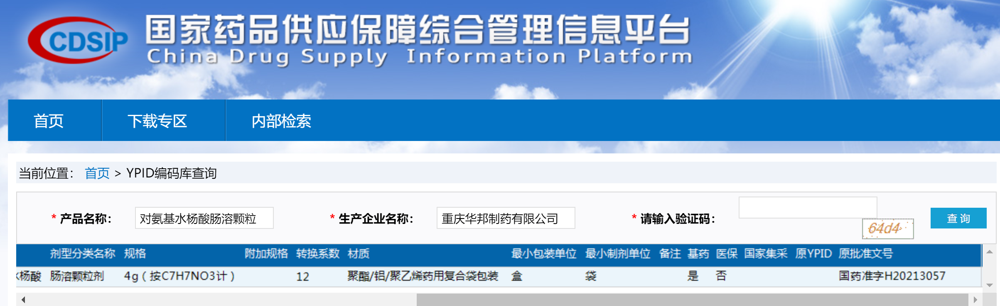 CDSIP
国家药品供应保障综合管理信息平台
China Drug Supply Information Platform
首页 下载专区 内部检索
当前位置： 首页 > YPID编码库查询
* 产品名称： 对氨基水杨酸肠溶颗粒 * 生产企业名称： 重庆华邦制药有限公司 * 请输入验证码： 查 询
64d4
剂型分类名称 规格 附加规格 转换系数 材质 最小包装单位 最小制剂单位 备注 基药 医保 国家集采 原YPID 原批准文号
水杨酸 肠溶颗粒剂 4g（按C7H7NO3计） 12 聚酯/铝/聚乙烯药用复合袋包装 盒 袋 是 否 国药准字H20213057